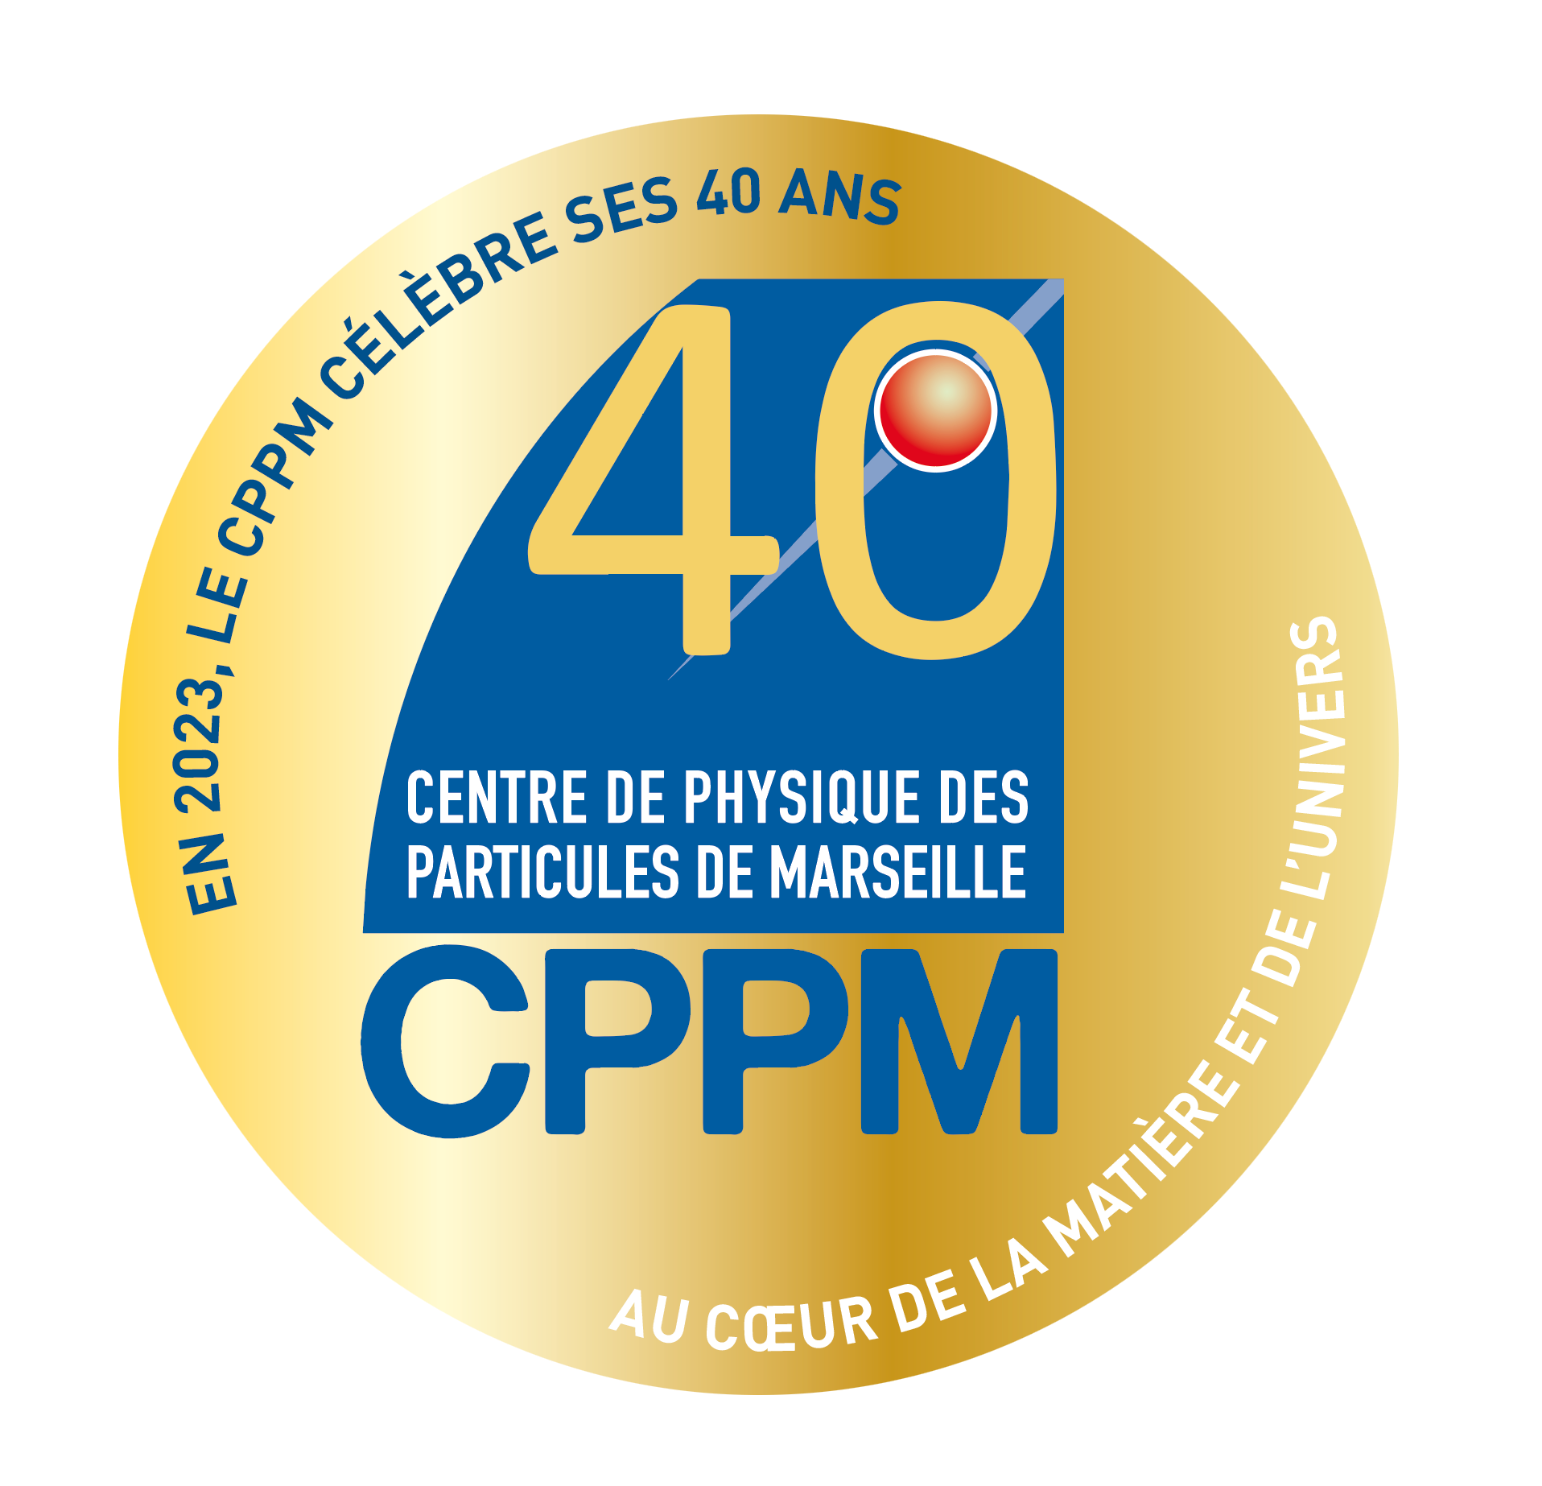 EN 2023, LE CPPM CÉLÈBRE SES 40 ANS
40
CENTRE DE PHYSIQUE DES
PARTICULES DE MARSEILLE
CPPM
AU CŒUR DE LA MATIÈRE ET DE L'UNIVERS